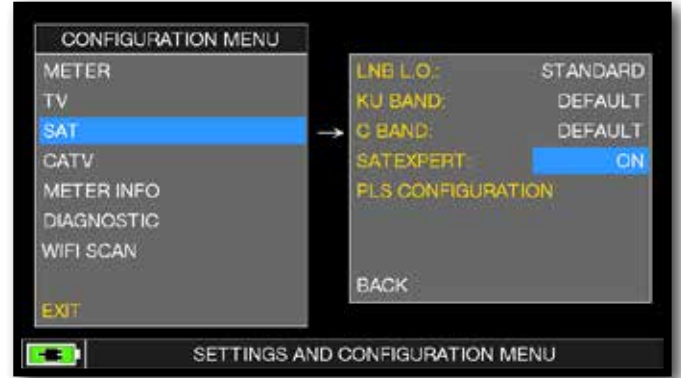 CONFIGURATION MENU
METER
TV
SAT
CATV
METER INFO
DIAGNOSTIC
WIFI SCAN
EXIT
LNB L.O.: STANDARD
KU BAND: DEFAULT
C BAND: DEFAULT
SATEXPERT: ON
PLS CONFIGURATION
BACK
SETTINGS AND CONFIGURATION MENU